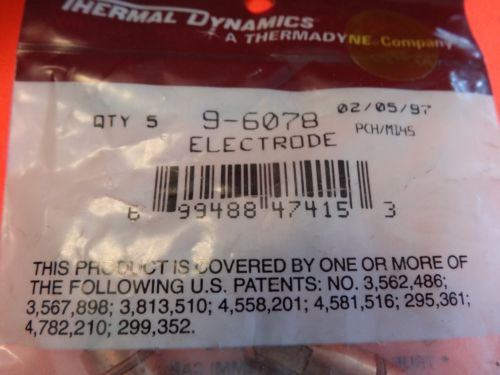 THERMAL DYNAMICS
A THERMADYNE Company
QTY 5 9-6078 02/05/97
ELECTRODE PCH/M145
6 99488 47415 3
THIS PRODUCT IS COVERED BY ONE OR MORE OF
THE FOLLOWING U.S. PATENTS: NO. 3,562,486;
3,567,898; 3,813,510; 4,558,201; 4,581,516; 295,361;
4,782,210; 299,352.